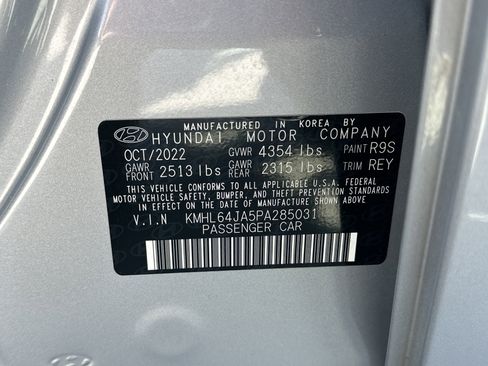 MANUFACTURED IN KOREA BY
HYUNDAI MOTOR COMPANY
OCT/2022 GVWR 4354 lbs PAINT R9S
GAWR FRONT 2513 lbs GAWR REAR 2315 lbs TRIM REY
THIS VEHICLE CONFORMS TO ALL APPLICABLE U.S.A. FEDERAL
MOTOR VEHICLE SAFETY, BUMPER, AND THEFT PREVENTION STANDARDS
IN EFFECT ON THE DATE OF MANUFACTURE SHOWN ABOVE.
V.I.N KMHL64JA5PA285031
PASSENGER CAR